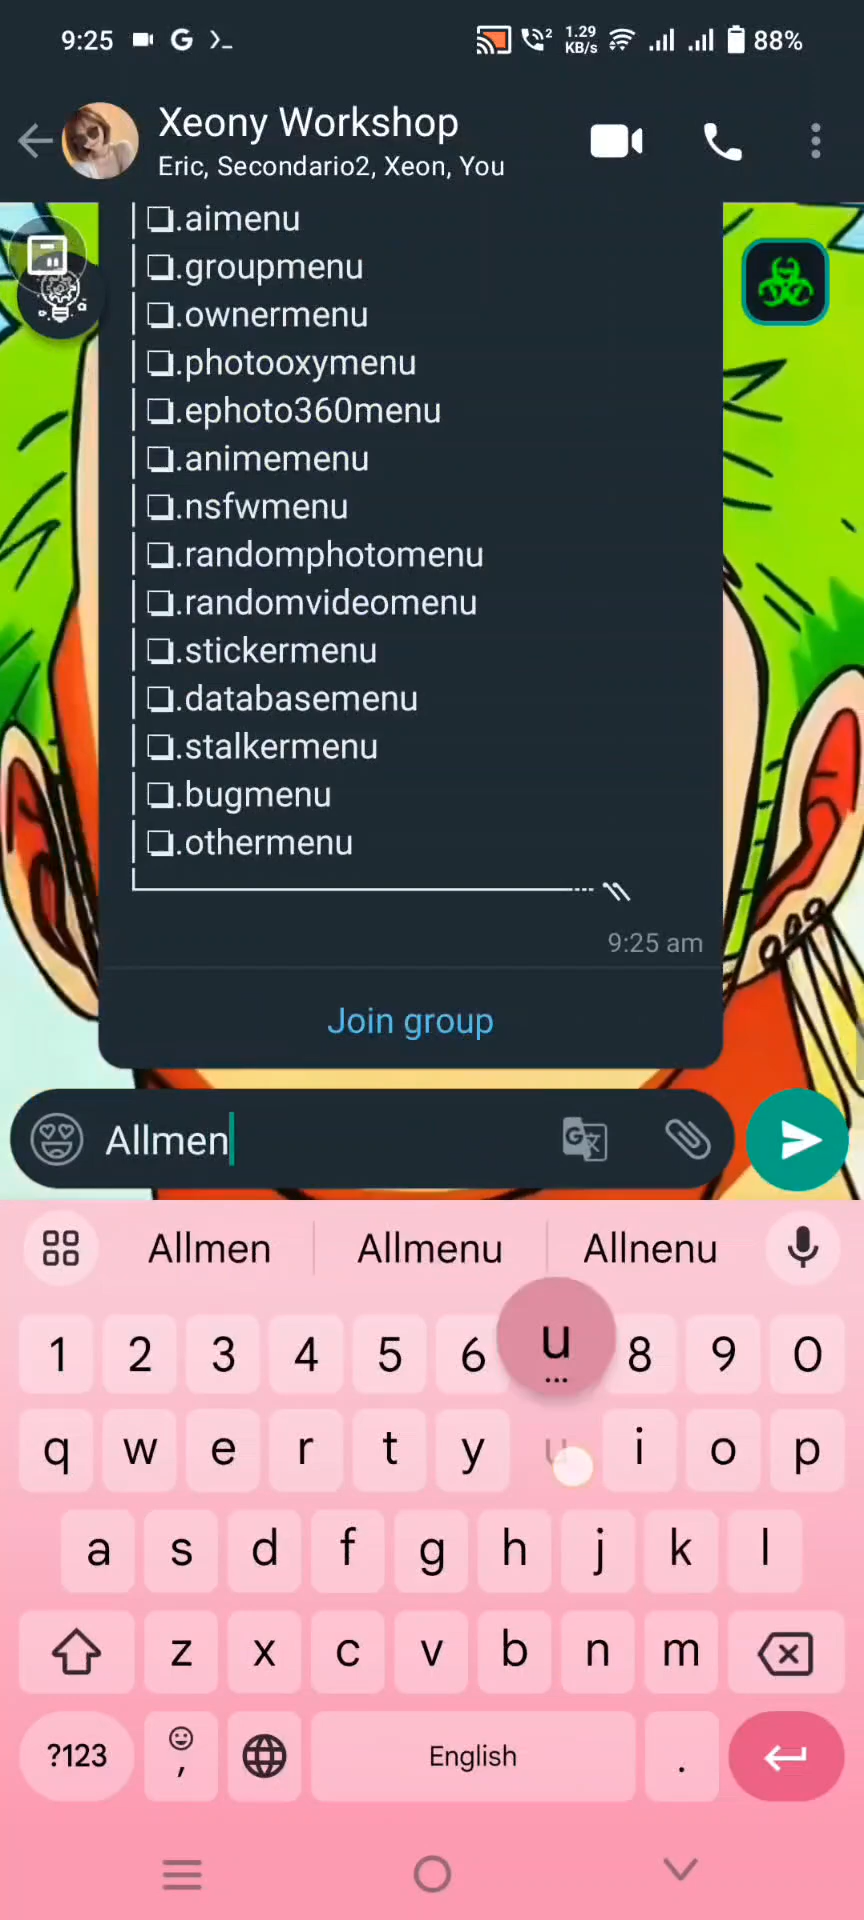 9:25 G >_ 2 1.29 KB/s 88%
Xeony Workshop
Eric, Secondario2, Xeon, You
❏.aimenu
❏.groupmenu
❏.ownermenu
❏.photooxymenu
❏.ephoto360menu
❏.animemenu
❏.nsfwmenu
❏.randomphotomenu
❏.randomvideomenu
❏.stickermenu
❏.databasemenu
❏.stalkermenu
❏.bugmenu
❏.othermenu
9:25 am
Join group
Allmen
Allmen Allmenu Allnenu
u
1 2 3 4 5 6 8 9 0
q w e r t y u i o p
a s d f g h j k l
z x c v b n m
?123 , English .